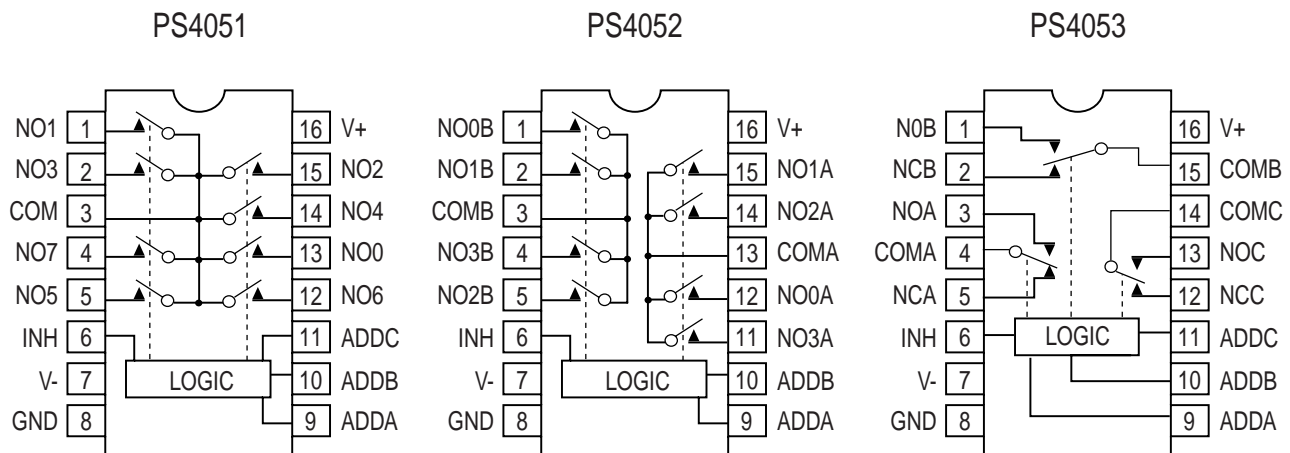 PS4051
NO1 1 16 V+
NO3 2 15 NO2
COM 3 14 NO4
NO7 4 13 NO0
NO5 5 12 NO6
INH 6 11 ADDC
V- 7 LOGIC 10 ADDB
GND 8 9 ADDA
PS4052
NO0B 1 16 V+
NO1B 2 15 NO1A
COMB 3 14 NO2A
NO3B 4 13 COMA
NO2B 5 12 NO0A
INH 6 11 NO3A
V- 7 LOGIC 10 ADDB
GND 8 9 ADDA
PS4053
N0B 1 16 V+
NCB 2 15 COMB
NOA 3 14 COMC
COMA 4 13 NOC
NCA 5 12 NCC
INH 6 LOGIC 11 ADDC
V- 7 10 ADDB
GND 8 9 ADDA